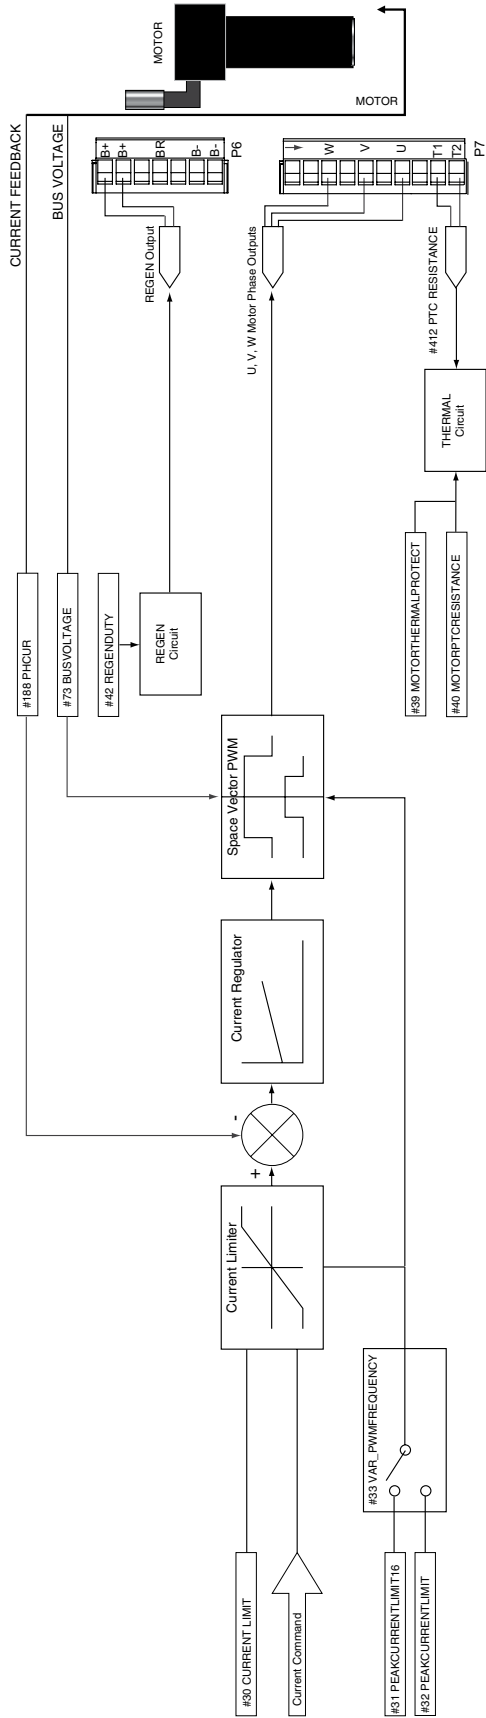 CURRENT FEEDBACK
BUS VOLTAGE
MOTOR
MOTOR
#188 PHCUR
#73 BUSVOLTAGE
#42 REGENDUTY
REGEN
Circuit
REGEN Output
B+
B+
BR
B-
B-
P6
#30 CURRENT LIMIT
Current Command
Current Limiter
+
-
Current Regulator
Space Vector PWM
U, V, W Motor Phase Outputs
W
V
U
T1
T2
P7
#31 PEAKCURRENTLIMIT16
#32 PEAKCURRENTLIMIT
#33 VAR_PWMFREQUENCY
#39 MOTORTHERMALPROTECT
#40 MOTORPTCRESISTANCE
THERMAL
Circuit
#412 PTC RESISTANCE